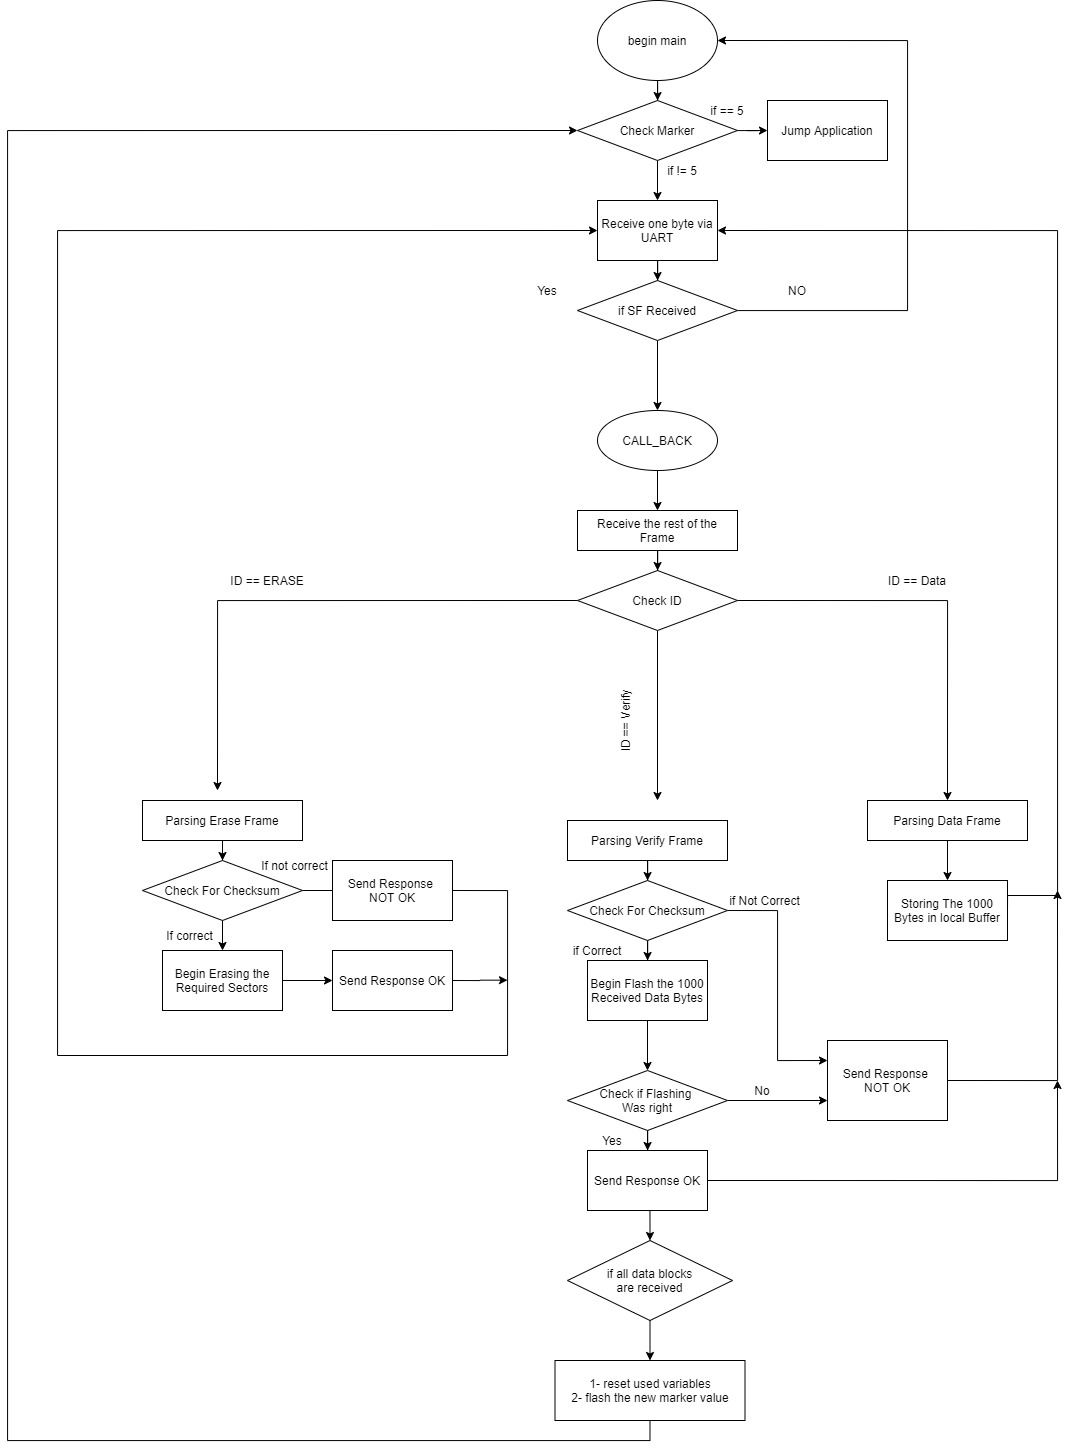 begin main
if == 5
Check Marker
Jump Application
if != 5
Receive one byte via
UART
Yes
NO
if SF Received
CALL_BACK
Receive the rest of the
Frame
ID == ERASE
Check ID
ID == Data
ID == Verify
Parsing Erase Frame
If not correct
Check For Checksum
Send Response
NOT OK
If correct
Begin Erasing the
Required Sectors
Send Response OK
Parsing Verify Frame
Check For Checksum
if Not Correct
if Correct
Begin Flash the 1000
Received Data Bytes
Check if Flashing
Was right
No
Send Response
NOT OK
Yes
Send Response OK
if all data blocks
are received
1- reset used variables
2- flash the new marker value
Parsing Data Frame
Storing The 1000
Bytes in local Buffer